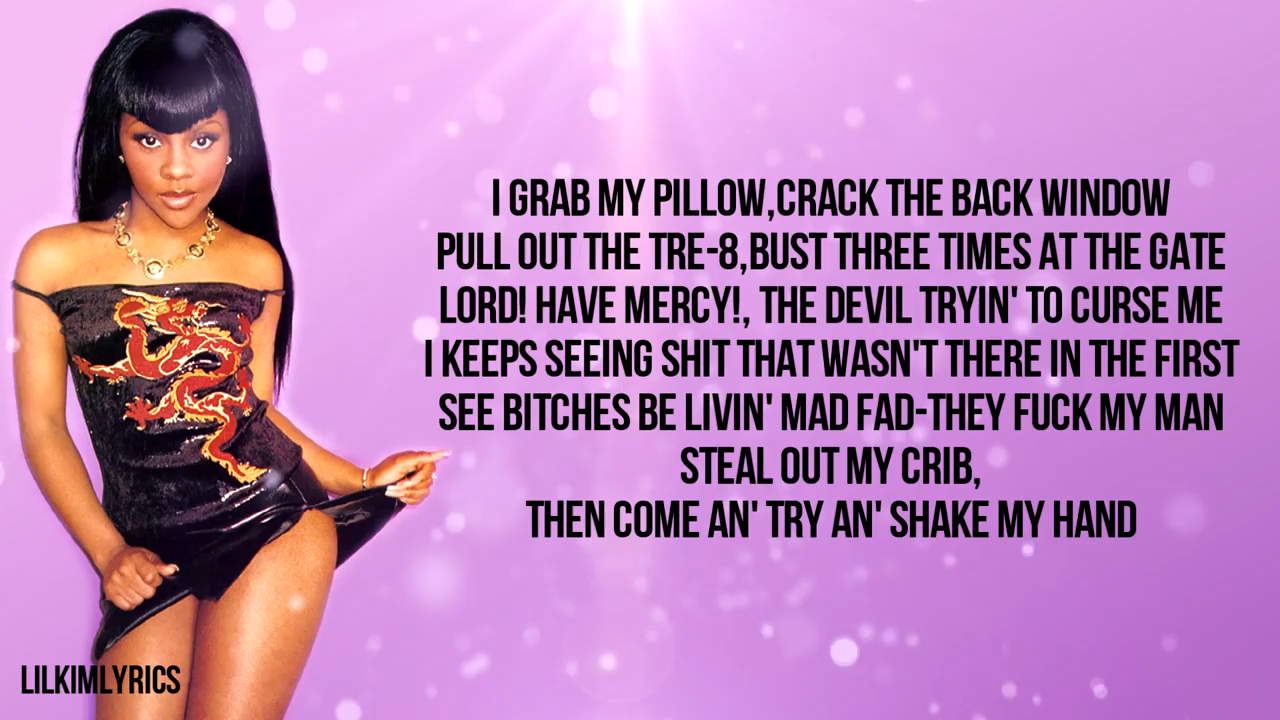 I GRAB MY PILLOW,CRACK THE BACK WINDOW
PULL OUT THE TRE-8,BUST THREE TIMES AT THE GATE
LORD! HAVE MERCY!, THE DEVIL TRYIN' TO CURSE ME
I KEEPS SEEING SHIT THAT WASN'T THERE IN THE FIRST
SEE BITCHES BE LIVIN' MAD FAD-THEY FUCK MY MAN
STEAL OUT MY CRIB,
THEN COME AN' TRY AN' SHAKE MY HAND
LILKIMLYRICS